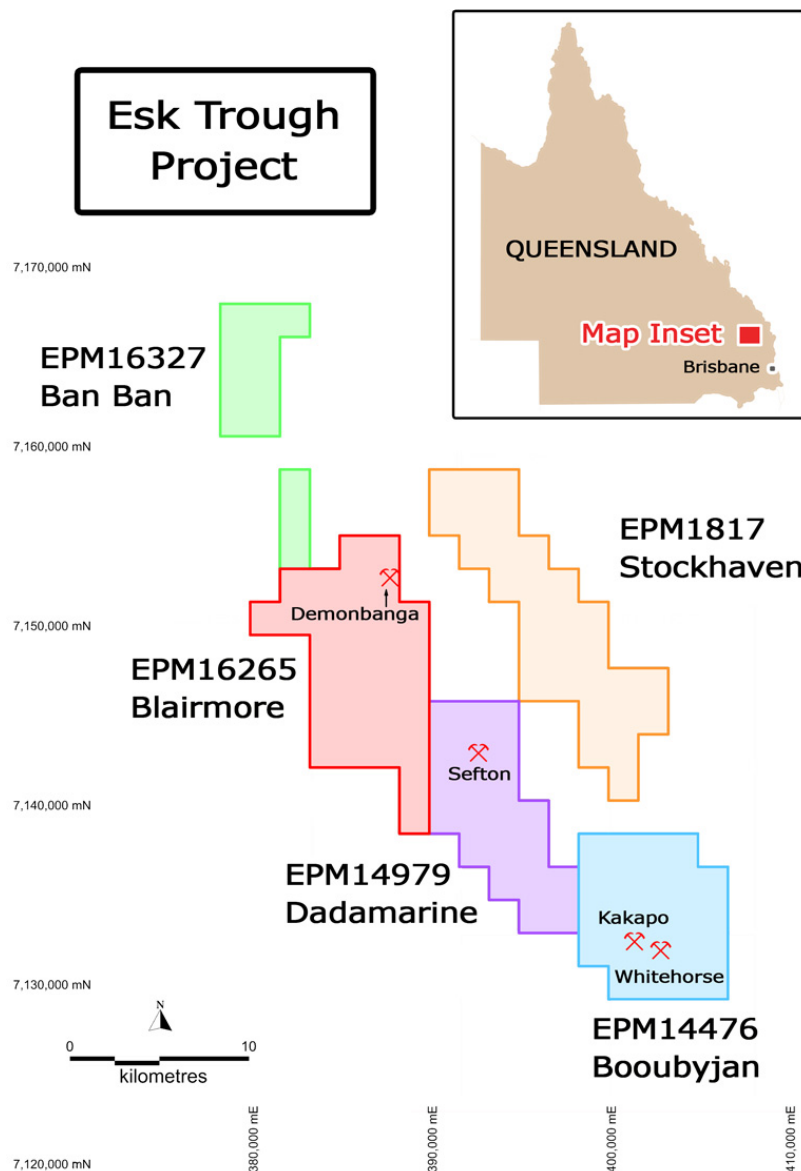 Esk Trough
Project
QUEENSLAND
Map Inset
Brisbane
7,170,000 mN
EPM16327
Ban Ban
7,160,000 mN
EPM1817
Stockhaven
Demonbanga
7,150,000 mN
EPM16265
Blairmore
Sefton
7,140,000 mN
EPM14979
Dadamarine
Kakapo
Whitehorse
7,130,000 mN
EPM14476
Booubyjan
N
0 10
kilometres
380,000 mE
390,000 mE
400,000 mE
410,000 mE
7,120,000 mN